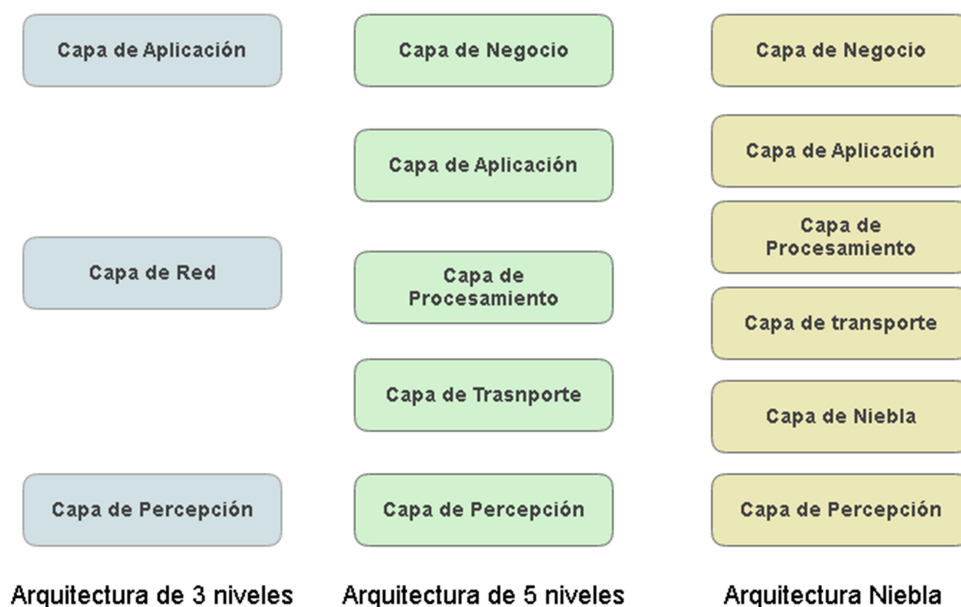 Capa de Aplicación
Capa de Red
Capa de Percepción
Arquitectura de 3 niveles
Capa de Negocio
Capa de Aplicación
Capa de
Procesamiento
Capa de Trasnporte
Capa de Percepción
Arquitectura de 5 niveles
Capa de Negocio
Capa de Aplicación
Capa de
Procesamiento
Capa de transporte
Capa de Niebla
Capa de Percepción
Arquitectura Niebla